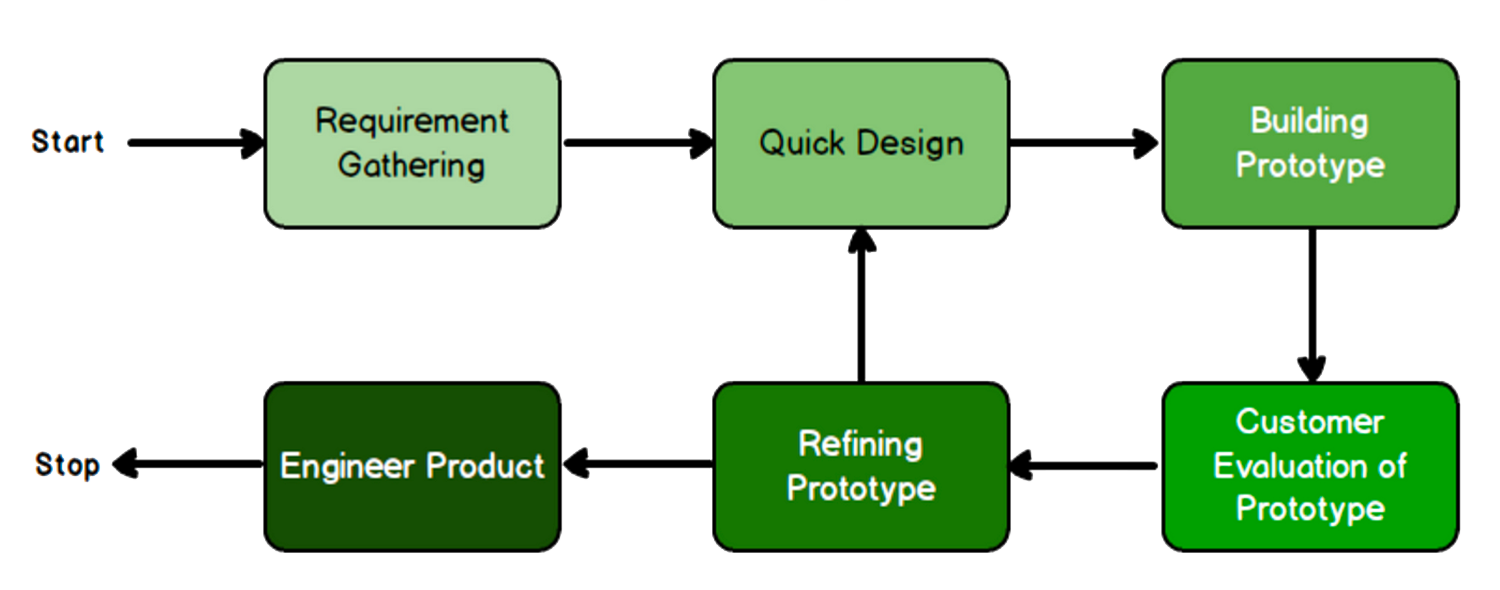 Start
Requirement
Gathering
Quick Design
Building
Prototype
Stop
Engineer Product
Refining
Prototype
Customer
Evaluation of
Prototype